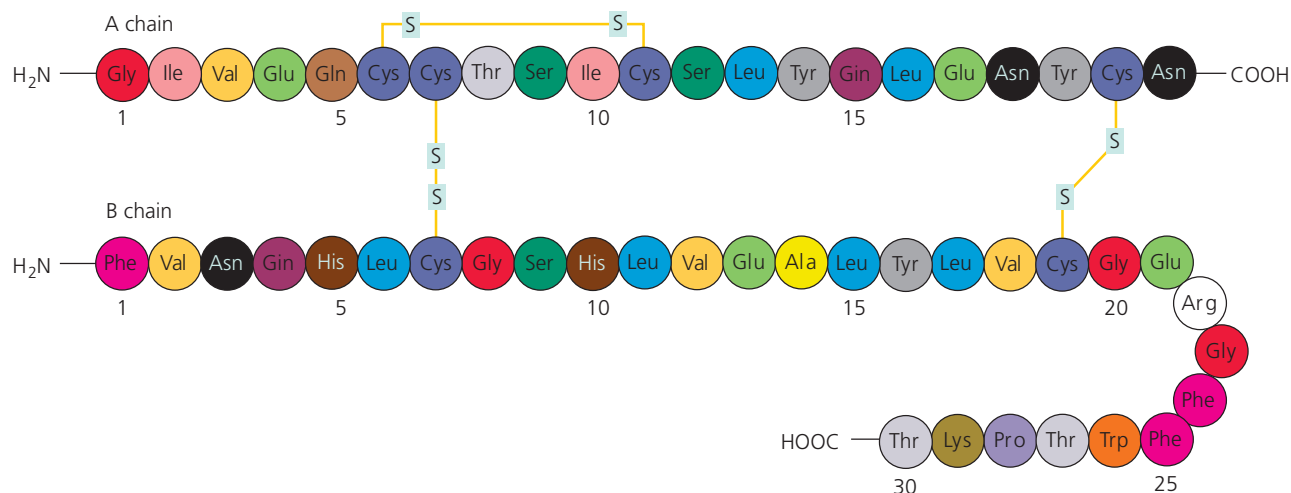 A chain
S S
H2N Gly Ile Val Glu Gln Cys Cys Thr Ser Ile Cys Ser Leu Tyr Gin Leu Glu Asn Tyr Cys Asn COOH
1 5 10 15
S S
S S
B chain
H2N Phe Val Asn Gin His Leu Cys Gly Ser His Leu Val Glu Ala Leu Tyr Leu Val Cys Gly Glu
1 5 10 15 20
Arg
Gly
Phe
HOOC Thr Lys Pro Thr Trp Phe
30 25